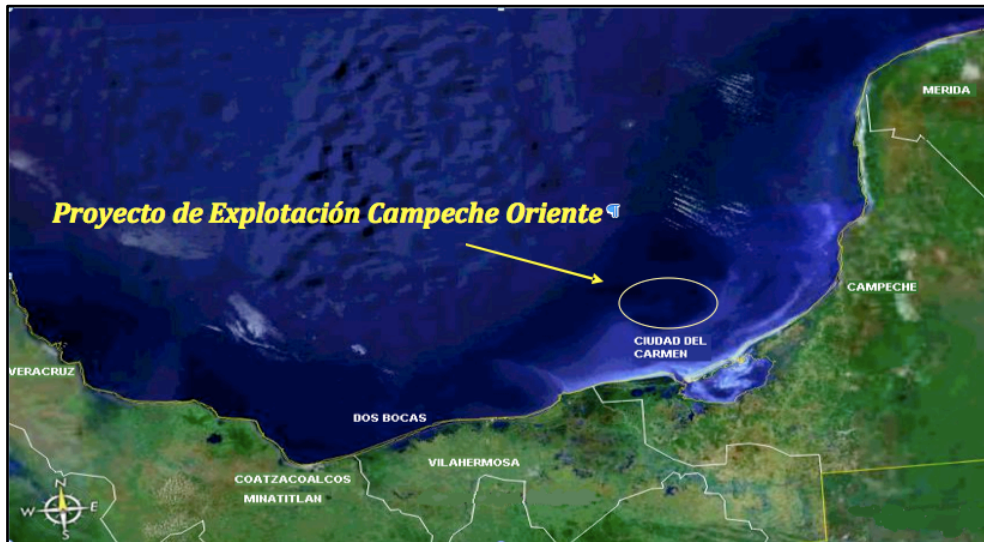 MERIDA
Proyecto de Explotación Campeche Oriente¶
CAMPECHE
CIUDAD DEL
CARMEN
VERACRUZ
DOS BOCAS
VILAHERMOSA
COATZACOALCOS
MINATITLAN
N
W E
S